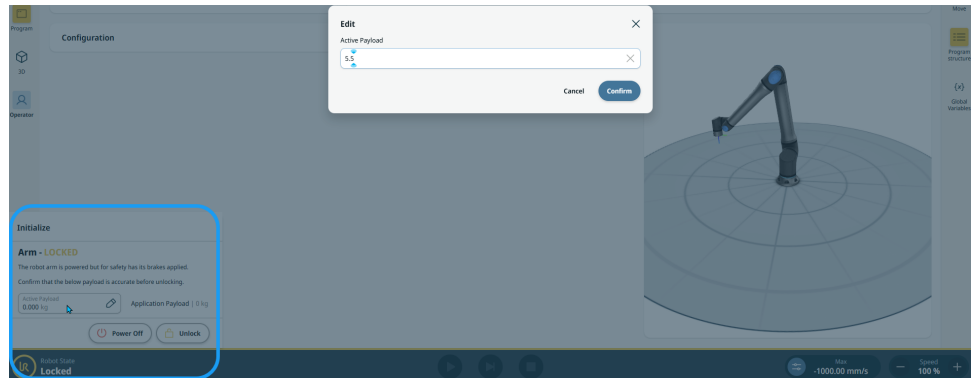 Program
3D
Operator
Configuration
Edit
Active Payload
5.5
Cancel
Confirm
Move
Program structure
{x}
Global Variables
Initialize
Arm - LOCKED
The robot arm is powered but for safety has its brakes applied.
Confirm that the below payload is accurate before unlocking.
Active Payload
0.000 kg
Application Payload | 0 kg
Power Off
Unlock
UR
Robot State
Locked
Max
-1000.00 mm/s
Speed
100 %